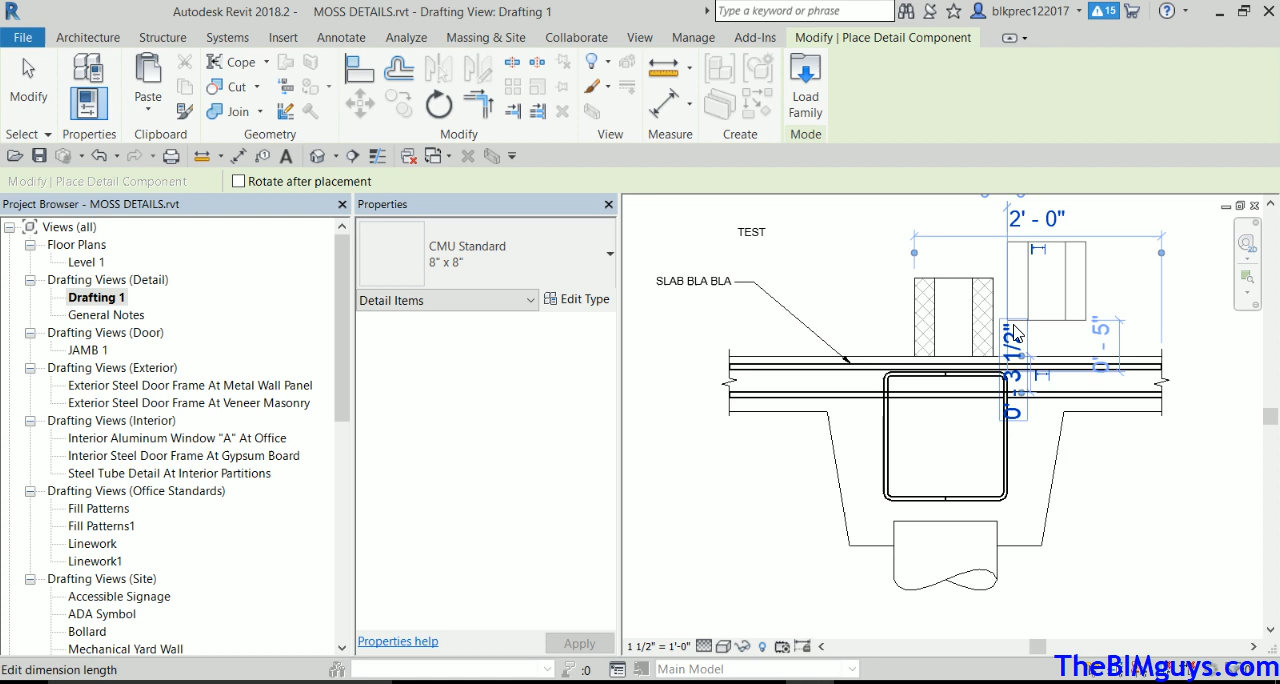 Autodesk Revit 2018.2 - MOSS DETAILS.rvt - Drafting View: Drafting 1
Type a keyword or phrase
blkprec122017
15
File Architecture Structure Systems Insert Annotate Analyze Massing & Site Collaborate View Manage Add-Ins Modify | Place Detail Component
Modify
Paste
Cope
Cut
Join
Load
Family
Select Properties Clipboard Geometry Modify View Measure Create Mode
Modify | Place Detail Component
Rotate after placement
Project Browser - MOSS DETAILS.rvt
Views (all)
Floor Plans
Level 1
Drafting Views (Detail)
Drafting 1
General Notes
Drafting Views (Door)
JAMB 1
Drafting Views (Exterior)
Exterior Steel Door Frame At Metal Wall Panel
Exterior Steel Door Frame At Veneer Masonry
Drafting Views (Interior)
Interior Aluminum Window "A" At Office
Interior Steel Door Frame At Gypsum Board
Steel Tube Detail At Interior Partitions
Drafting Views (Office Standards)
Fill Patterns
Fill Patterns1
Linework
Linework1
Drafting Views (Site)
Accessible Signage
ADA Symbol
Bollard
Mechanical Yard Wall
Properties
CMU Standard
8" x 8"
Detail Items
Edit Type
Properties help
Apply
TEST
2' - 0"
SLAB BLA BLA
0' - 3 1/2"
0' - 5"
1 1/2" = 1'-0"
Edit dimension length
:0
Main Model
TheBIMguys.com